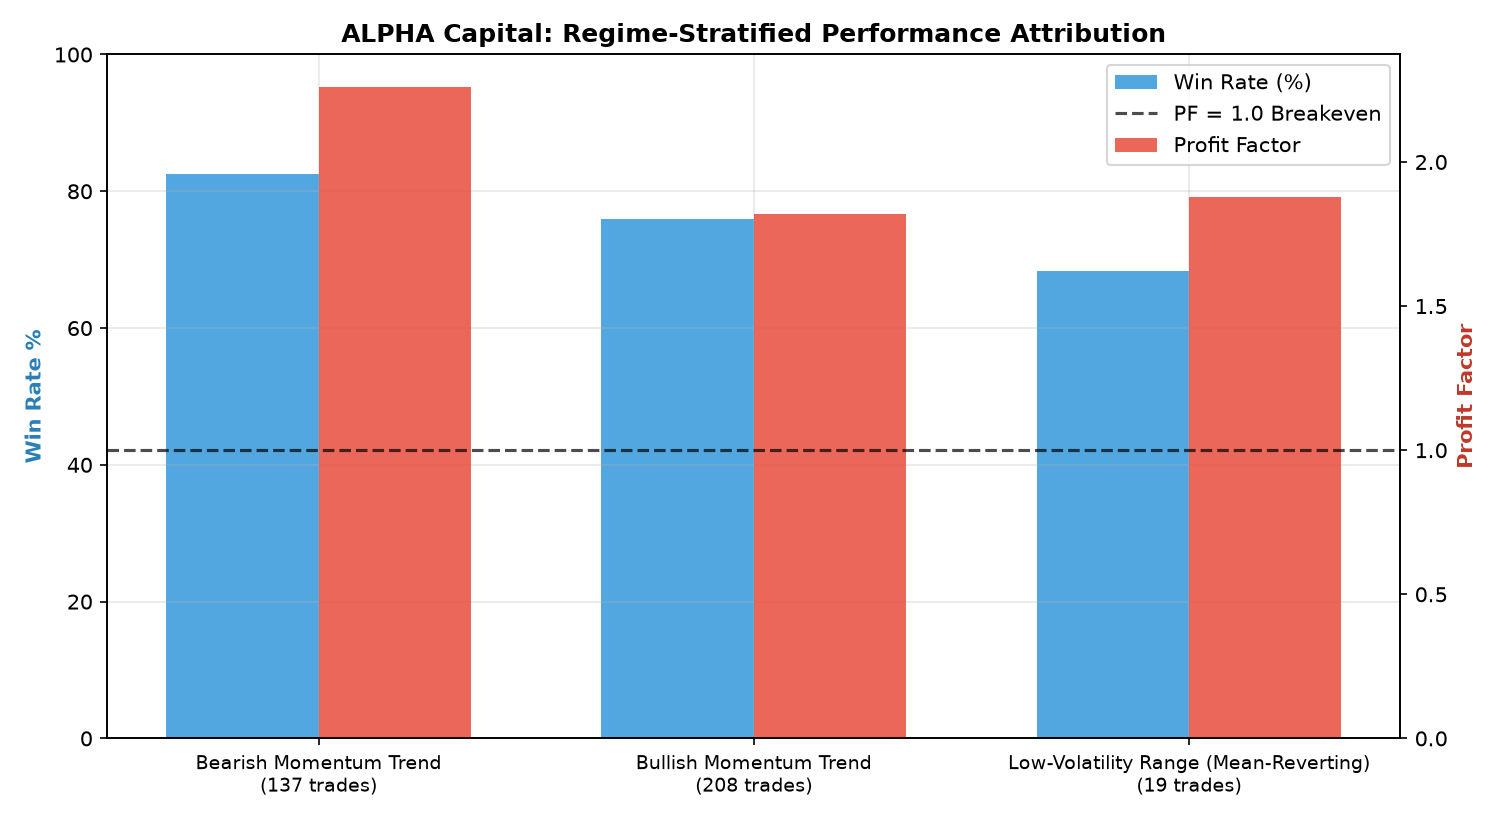 ALPHA Capital: Regime-Stratified Performance Attribution
Win Rate (%)
PF = 1.0 Breakeven
Profit Factor
100
80
60
40
20
0
Win Rate %
2.0
1.5
1.0
0.5
0.0
Profit Factor
Bearish Momentum Trend
(137 trades)
Bullish Momentum Trend
(208 trades)
Low-Volatility Range (Mean-Reverting)
(19 trades)